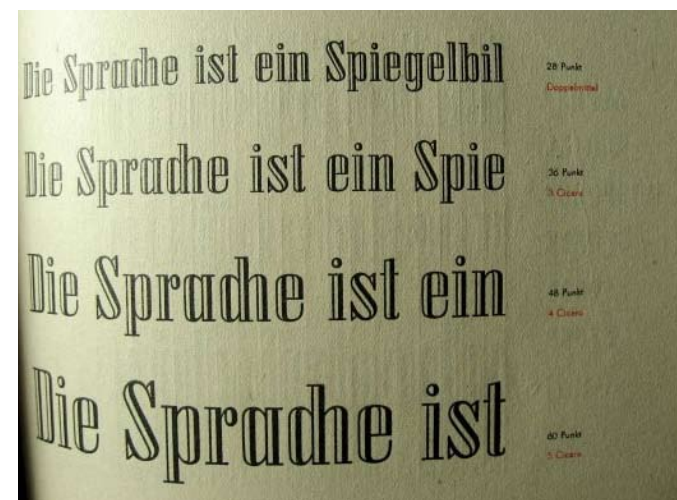 Die Sprache ist ein Spiegelbil
28 Punkt
Doppelmittel
Die Sprache ist ein Spie
36 Punkt
3 Cicero
Die Sprache ist ein
48 Punkt
4 Cicero
Die Sprache ist
60 Punkt
5 Cicero